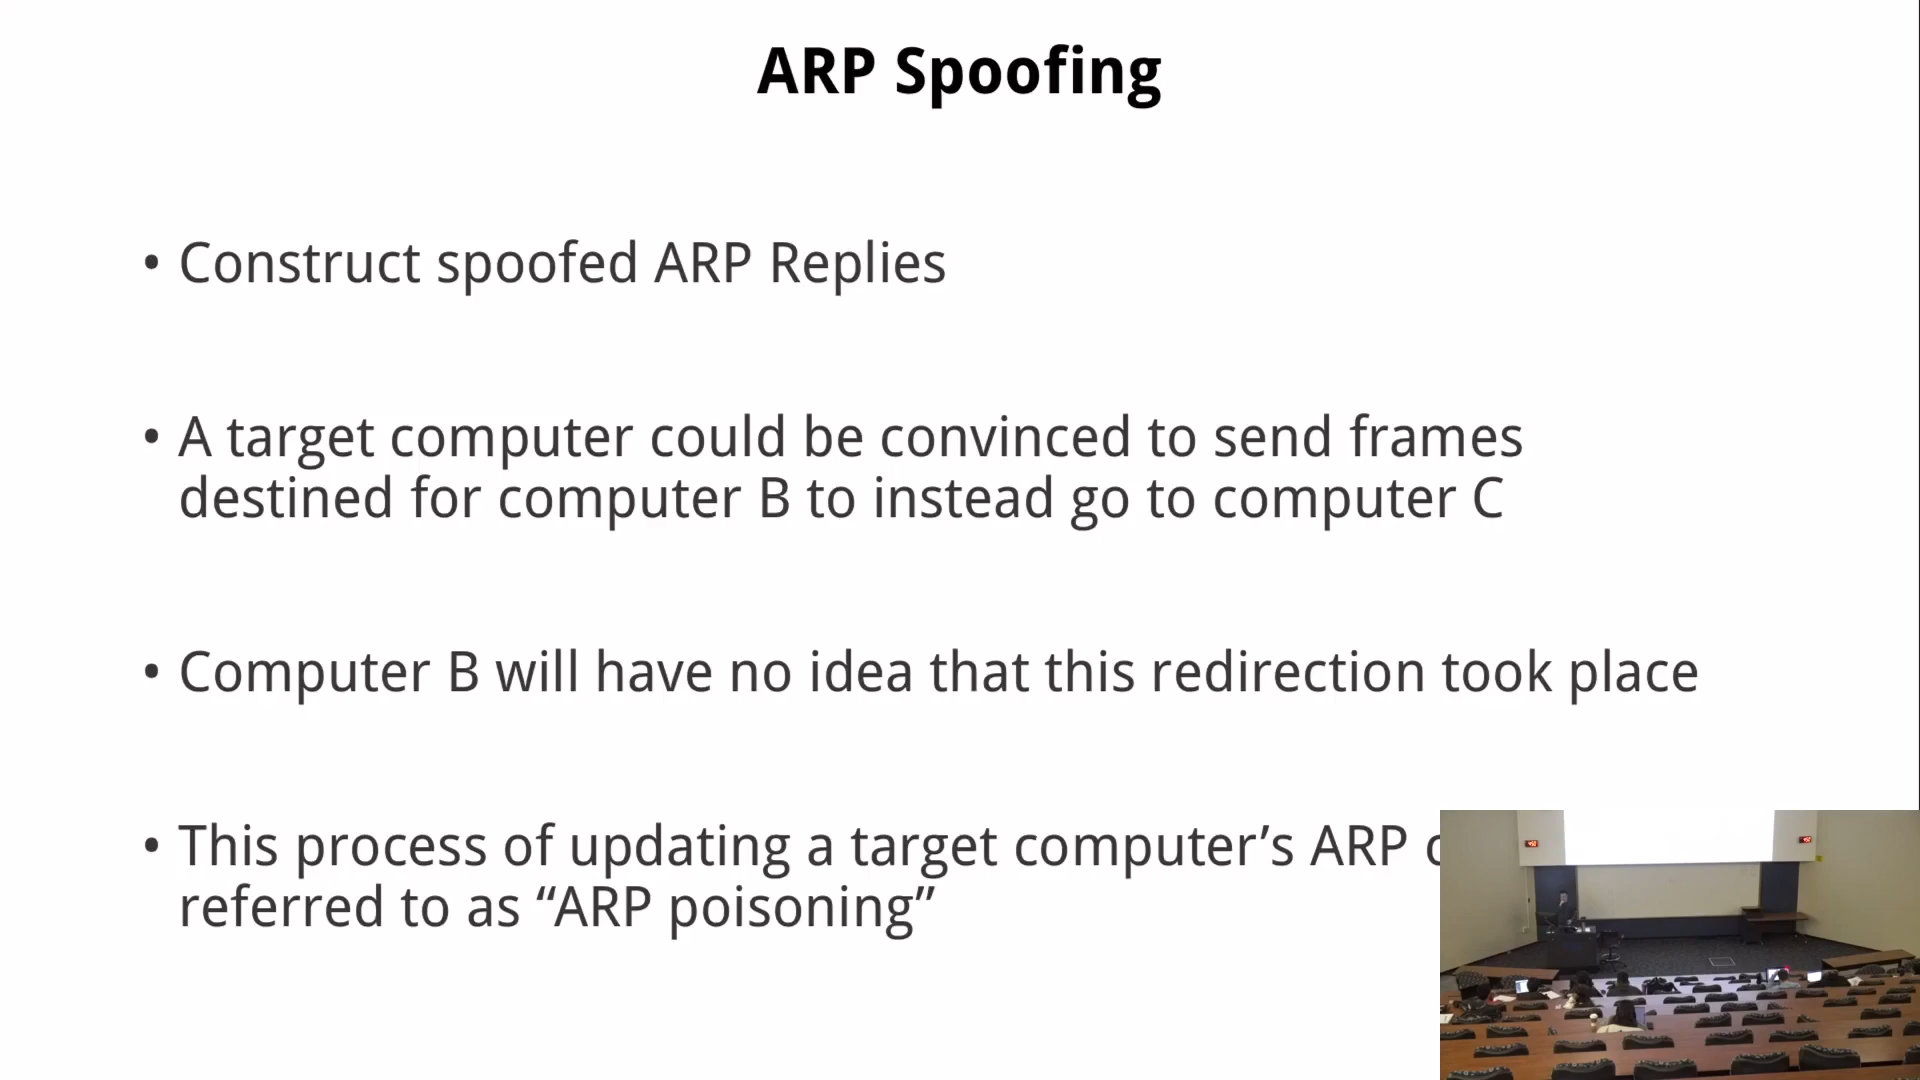 ARP Spoofing
• Construct spoofed ARP Replies
• A target computer could be convinced to send frames
destined for computer B to instead go to computer C
• Computer B will have no idea that this redirection took place
• This process of updating a target computer’s ARP
referred to as “ARP poisoning”